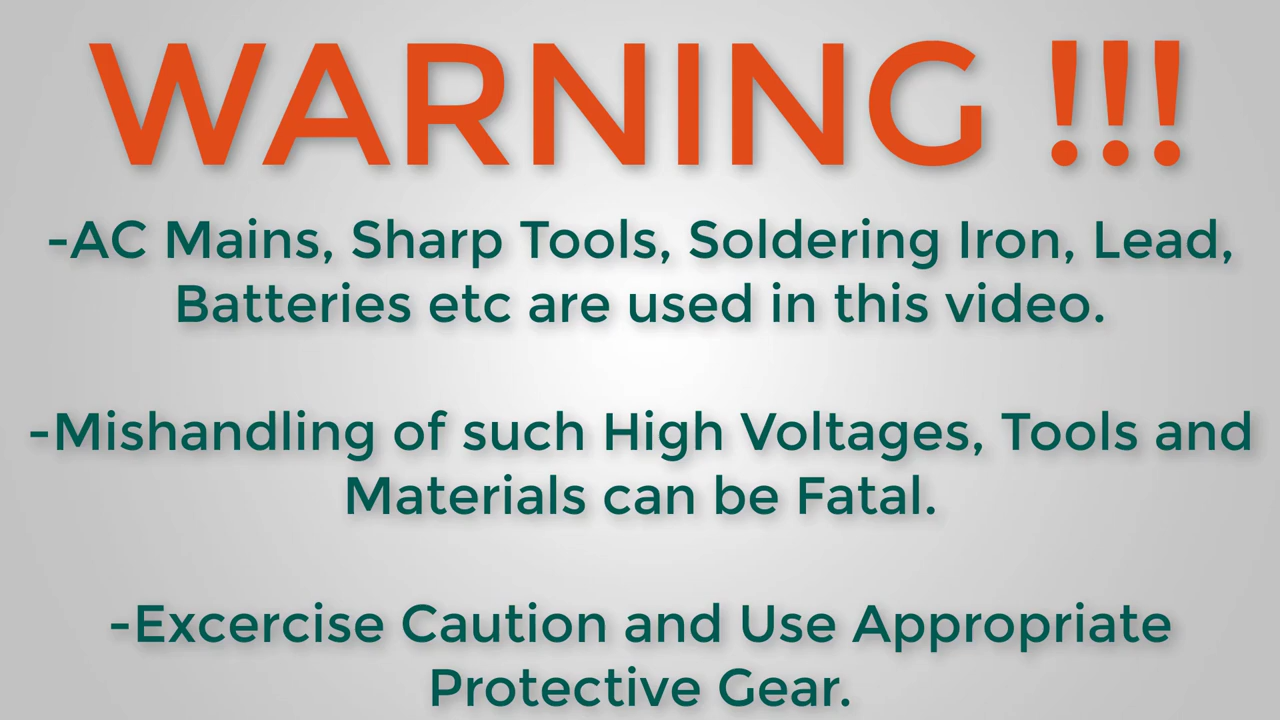 WARNING !!!
-AC Mains, Sharp Tools, Soldering Iron, Lead,
Batteries etc are used in this video.
-Mishandling of such High Voltages, Tools and
Materials can be Fatal.
-Excercise Caution and Use Appropriate
Protective Gear.